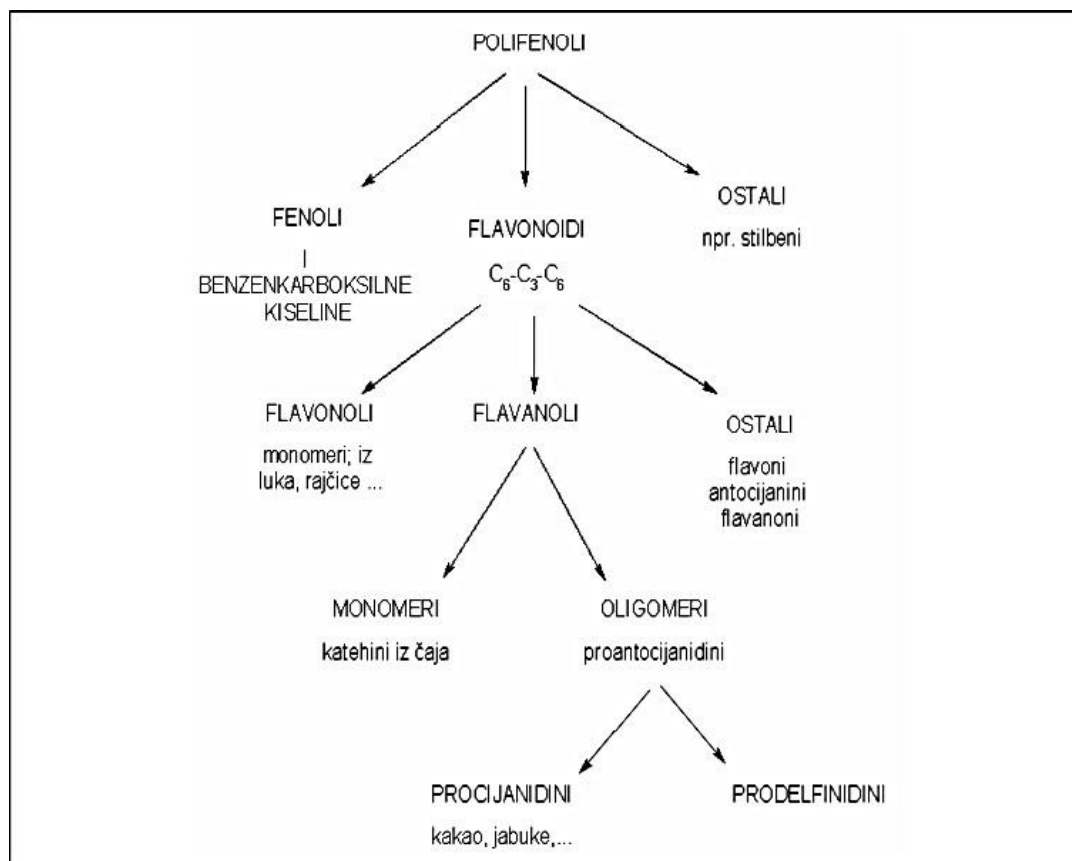 POLIFENOLI
FENOLI
BENZENKARBOKSILNE
KISELINE
FLAVONOIDI
C₆-C₃-C₆
OSTALI
npr. stilbeni
FLAVONOLI
monomeri; iz
luka, rajčice ...
FLAVANOLI
OSTALI
flavoni
antocijanini
flavanoni
MONOMERI
katehini iz čaja
OLIGOMERI
proantocijanidini
PROCIJANIDINI
kakao, jabuke,...
PRODELFINIDINI